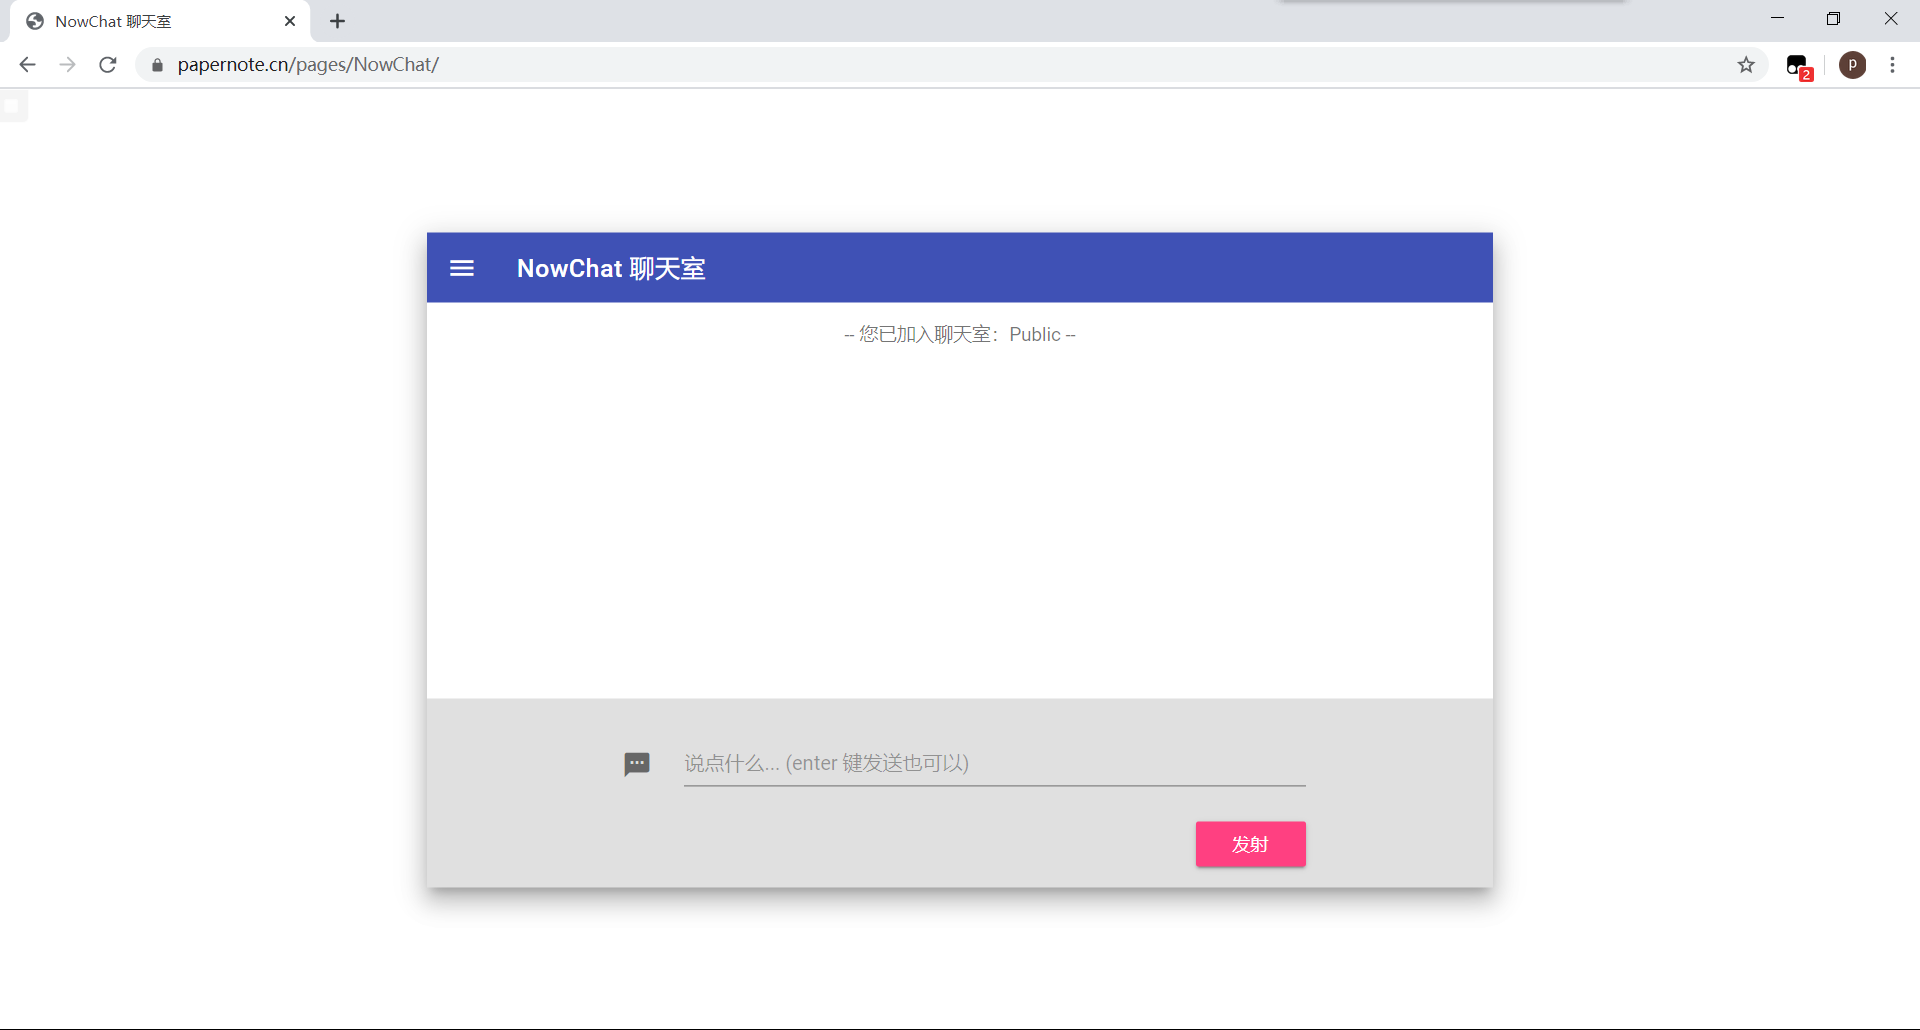 NowChat 聊天室
papernote.cn/pages/NowChat/
2
p
NowChat 聊天室
-- 您已加入聊天室：Public --
说点什么... (enter 键发送也可以)
发射